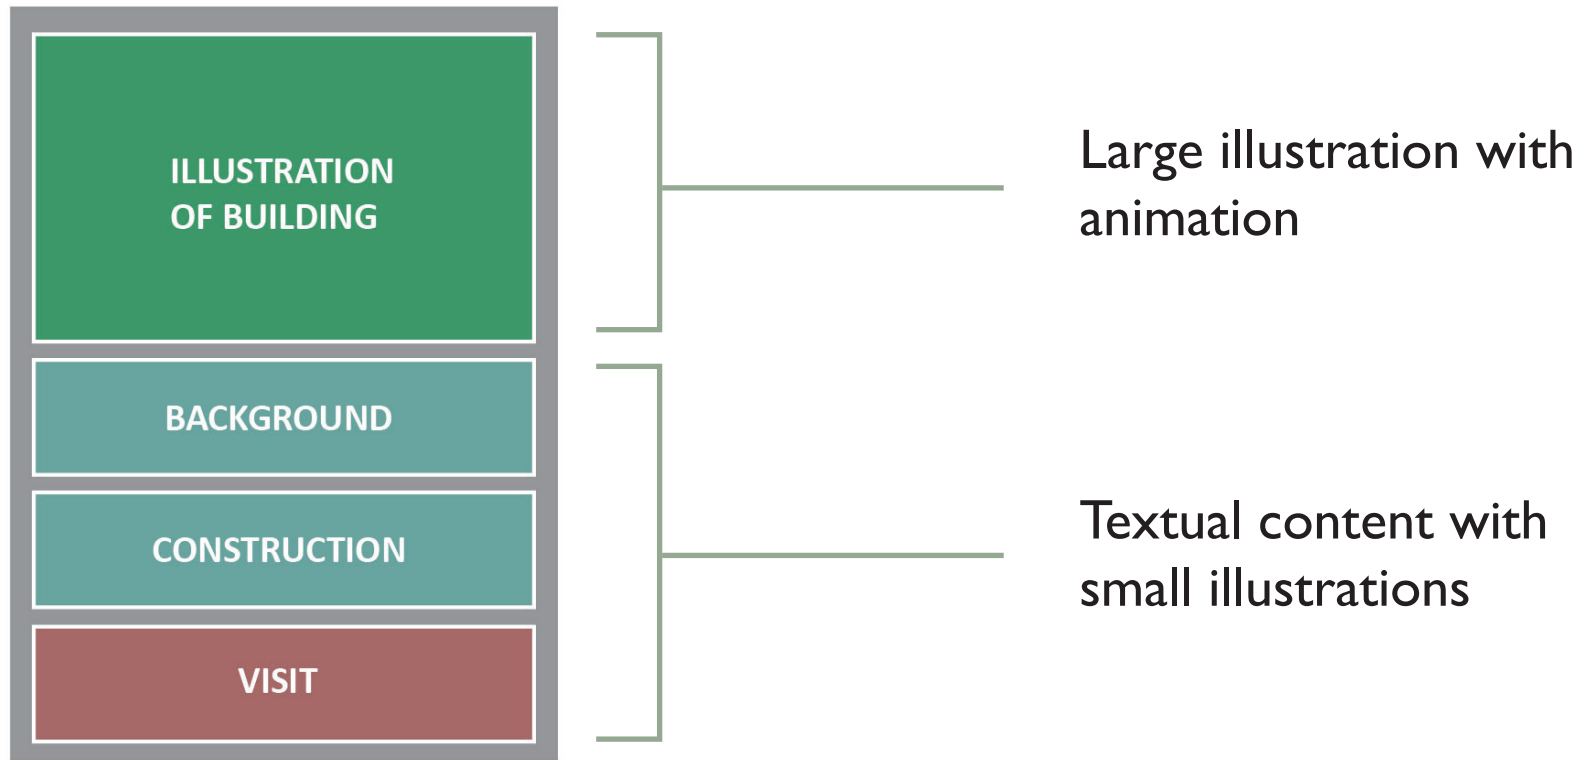 ILLUSTRATION
OF BUILDING
BACKGROUND
CONSTRUCTION
VISIT
Large illustration with
animation
Textual content with
small illustrations